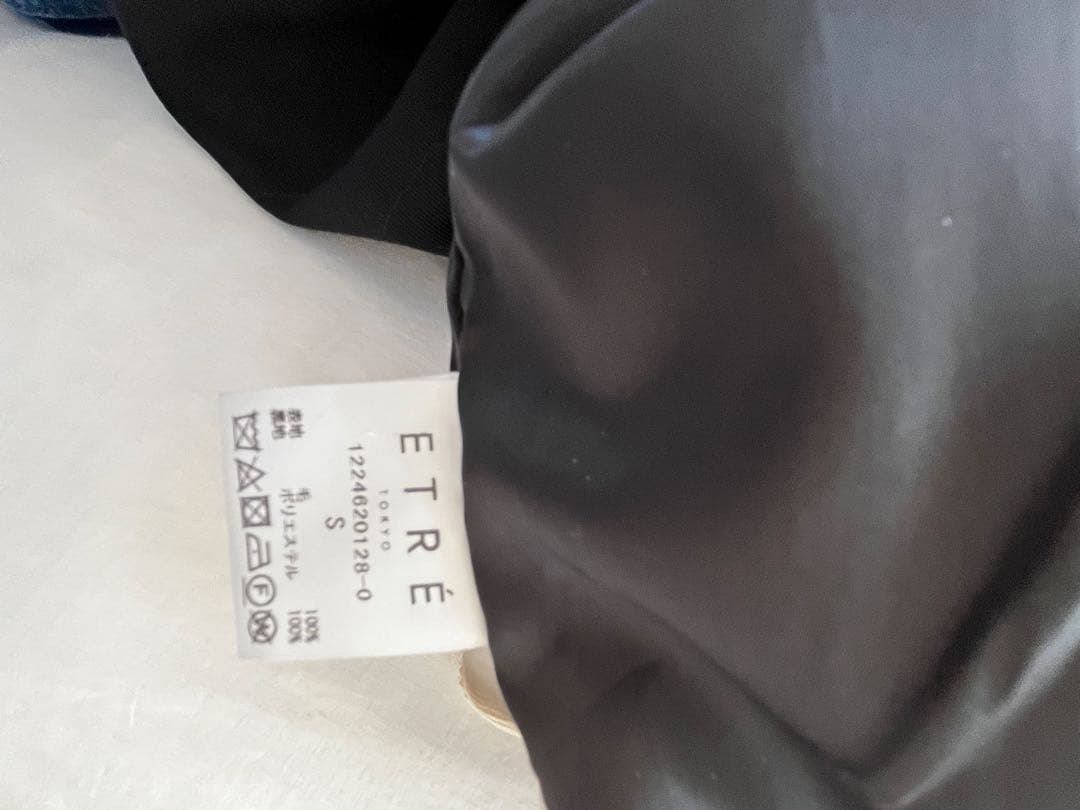 ETRÉ
TOKYO
1224620128-0
S
表地 毛 100%
裏地 ポリエステル 100%
F
W